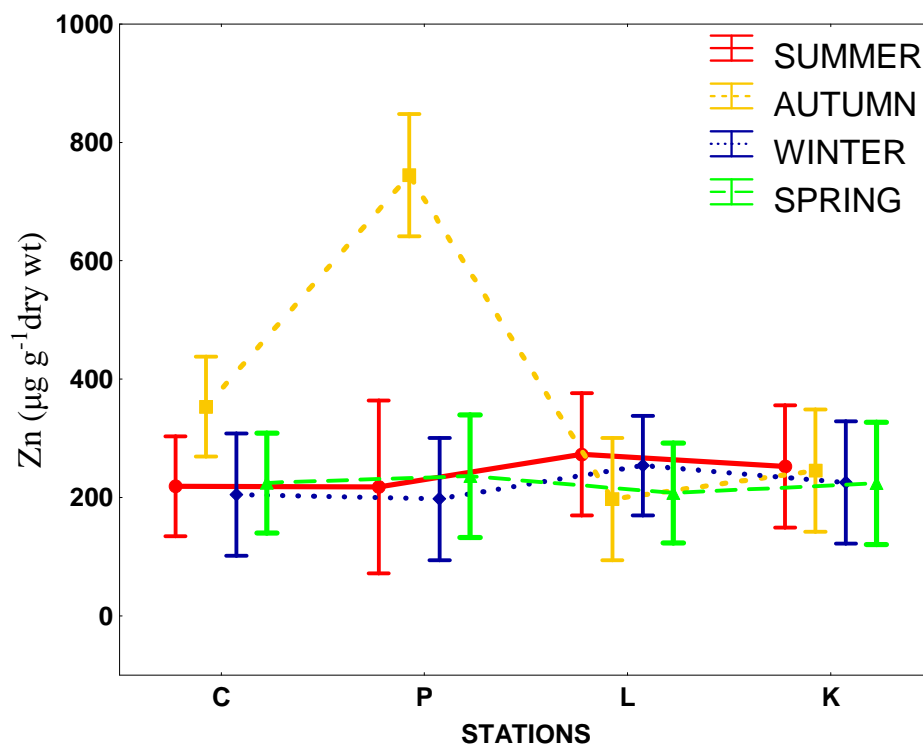 1000
800
600
400
200
0
Zn (µg g⁻¹dry wt)
SUMMER
AUTUMN
WINTER
SPRING
C P L K
STATIONS